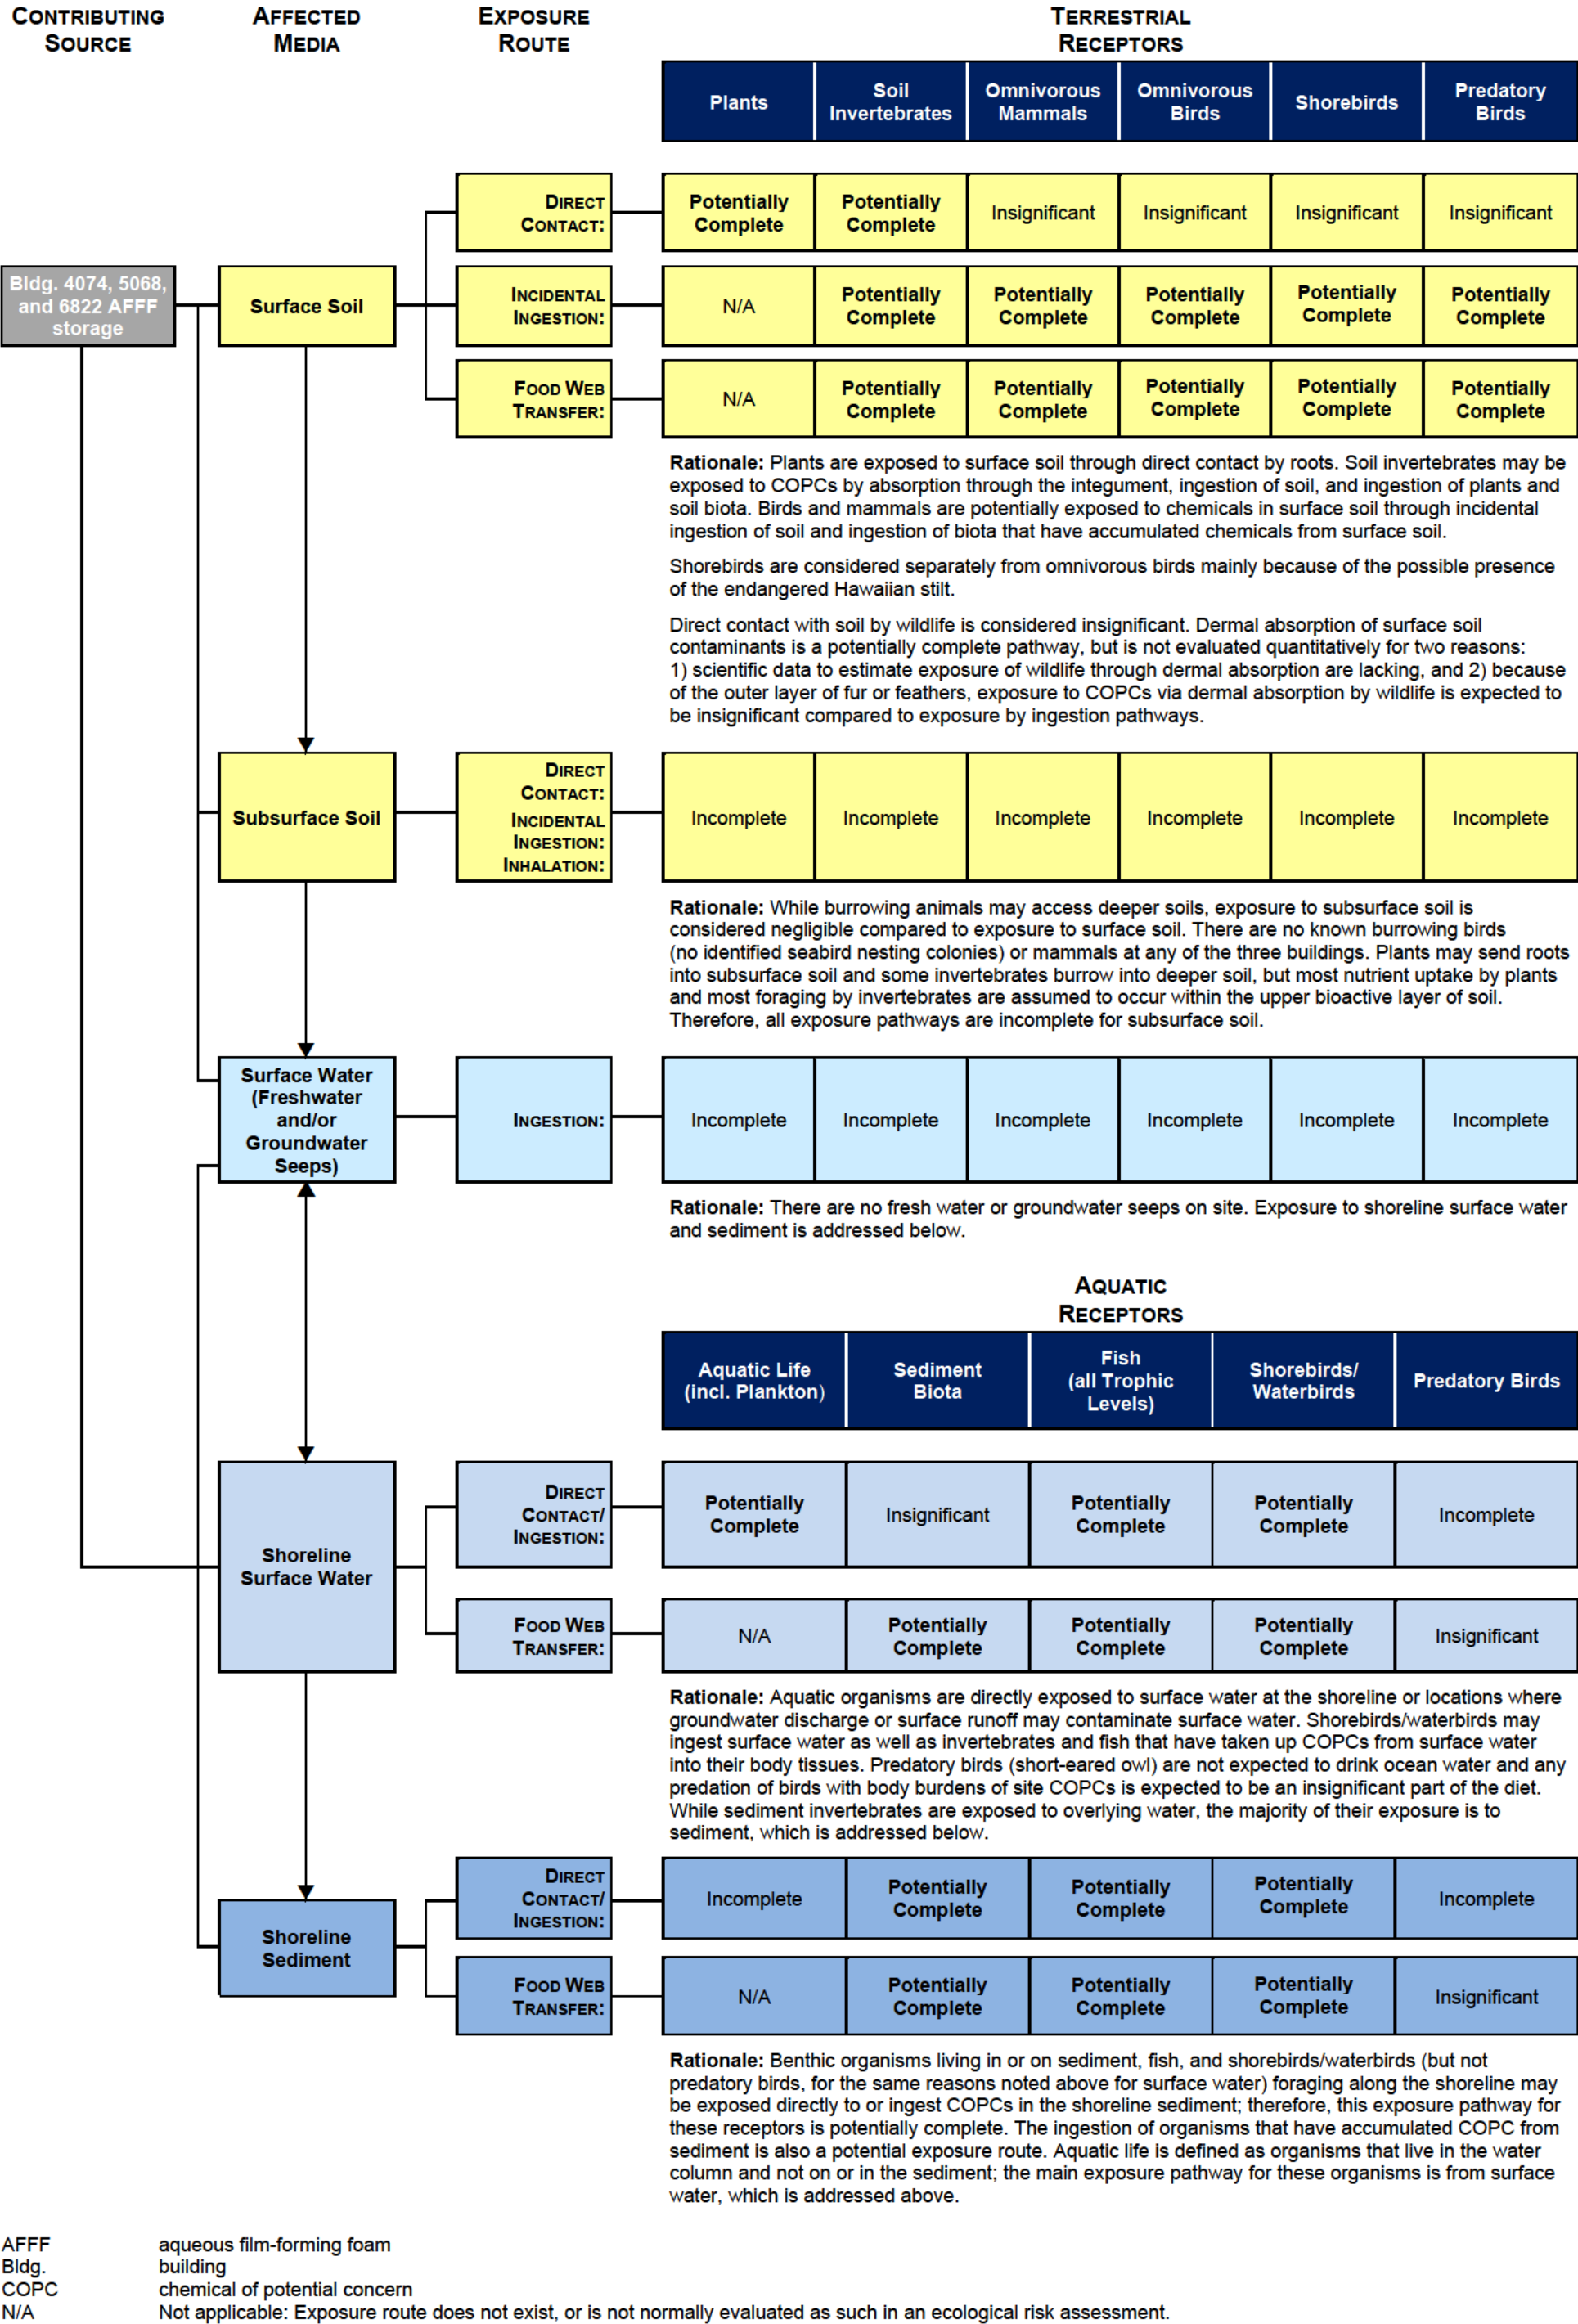 CONTRIBUTING SOURCE
AFFECTED MEDIA
EXPOSURE ROUTE
TERRESTRIAL RECEPTORS
Plants
Soil Invertebrates
Omnivorous Mammals
Omnivorous Birds
Shorebirds
Predatory Birds
Bldg. 4074, 5068, and 6822 AFFF storage
Surface Soil
DIRECT CONTACT:
Potentially Complete
Potentially Complete
Insignificant
Insignificant
Insignificant
Insignificant
INCIDENTAL INGESTION:
N/A
Potentially Complete
Potentially Complete
Potentially Complete
Potentially Complete
Potentially Complete
FOOD WEB TRANSFER:
N/A
Potentially Complete
Potentially Complete
Potentially Complete
Potentially Complete
Potentially Complete
Rationale: Plants are exposed to surface soil through direct contact by roots. Soil invertebrates may be
exposed to COPCs by absorption through the integument, ingestion of soil, and ingestion of plants and
soil biota. Birds and mammals are potentially exposed to chemicals in surface soil through incidental
ingestion of soil and ingestion of biota that have accumulated chemicals from surface soil.
Shorebirds are considered separately from omnivorous birds mainly because of the possible presence
of the endangered Hawaiian stilt.
Direct contact with soil by wildlife is considered insignificant. Dermal absorption of surface soil
contaminants is a potentially complete pathway, but is not evaluated quantitatively for two reasons:
1) scientific data to estimate exposure of wildlife through dermal absorption are lacking, and 2) because
of the outer layer of fur or feathers, exposure to COPCs via dermal absorption by wildlife is expected to
be insignificant compared to exposure by ingestion pathways.
Subsurface Soil
DIRECT CONTACT:
INCIDENTAL INGESTION:
INHALATION:
Incomplete
Incomplete
Incomplete
Incomplete
Incomplete
Incomplete
Rationale: While burrowing animals may access deeper soils, exposure to subsurface soil is
considered negligible compared to exposure to surface soil. There are no known burrowing birds
(no identified seabird nesting colonies) or mammals at any of the three buildings. Plants may send roots
into subsurface soil and some invertebrates burrow into deeper soil, but most nutrient uptake by plants
and most foraging by invertebrates are assumed to occur within the upper bioactive layer of soil.
Therefore, all exposure pathways are incomplete for subsurface soil.
Surface Water (Freshwater and/or Groundwater Seeps)
INGESTION:
Incomplete
Incomplete
Incomplete
Incomplete
Incomplete
Incomplete
Rationale: There are no fresh water or groundwater seeps on site. Exposure to shoreline surface water
and sediment is addressed below.
AQUATIC RECEPTORS
Aquatic Life (incl. Plankton)
Sediment Biota
Fish (all Trophic Levels)
Shorebirds/ Waterbirds
Predatory Birds
Shoreline Surface Water
DIRECT CONTACT/ INGESTION:
Potentially Complete
Insignificant
Potentially Complete
Potentially Complete
Incomplete
FOOD WEB TRANSFER:
N/A
Potentially Complete
Potentially Complete
Potentially Complete
Insignificant
Rationale: Aquatic organisms are directly exposed to surface water at the shoreline or locations where
groundwater discharge or surface runoff may contaminate surface water. Shorebirds/waterbirds may
ingest surface water as well as invertebrates and fish that have taken up COPCs from surface water
into their body tissues. Predatory birds (short-eared owl) are not expected to drink ocean water and any
predation of birds with body burdens of site COPCs is expected to be an insignificant part of the diet.
While sediment invertebrates are exposed to overlying water, the majority of their exposure is to
sediment, which is addressed below.
Shoreline Sediment
DIRECT CONTACT/ INGESTION:
Incomplete
Potentially Complete
Potentially Complete
Potentially Complete
Incomplete
FOOD WEB TRANSFER:
N/A
Potentially Complete
Potentially Complete
Potentially Complete
Insignificant
Rationale: Benthic organisms living in or on sediment, fish, and shorebirds/waterbirds (but not
predatory birds, for the same reasons noted above for surface water) foraging along the shoreline may
be exposed directly to or ingest COPCs in the shoreline sediment; therefore, this exposure pathway for
these receptors is potentially complete. The ingestion of organisms that have accumulated COPC from
sediment is also a potential exposure route. Aquatic life is defined as organisms that live in the water
column and not on or in the sediment; the main exposure pathway for these organisms is from surface
water, which is addressed above.
AFFF aqueous film-forming foam
Bldg. building
COPC chemical of potential concern
N/A Not applicable: Exposure route does not exist, or is not normally evaluated as such in an ecological risk assessment.